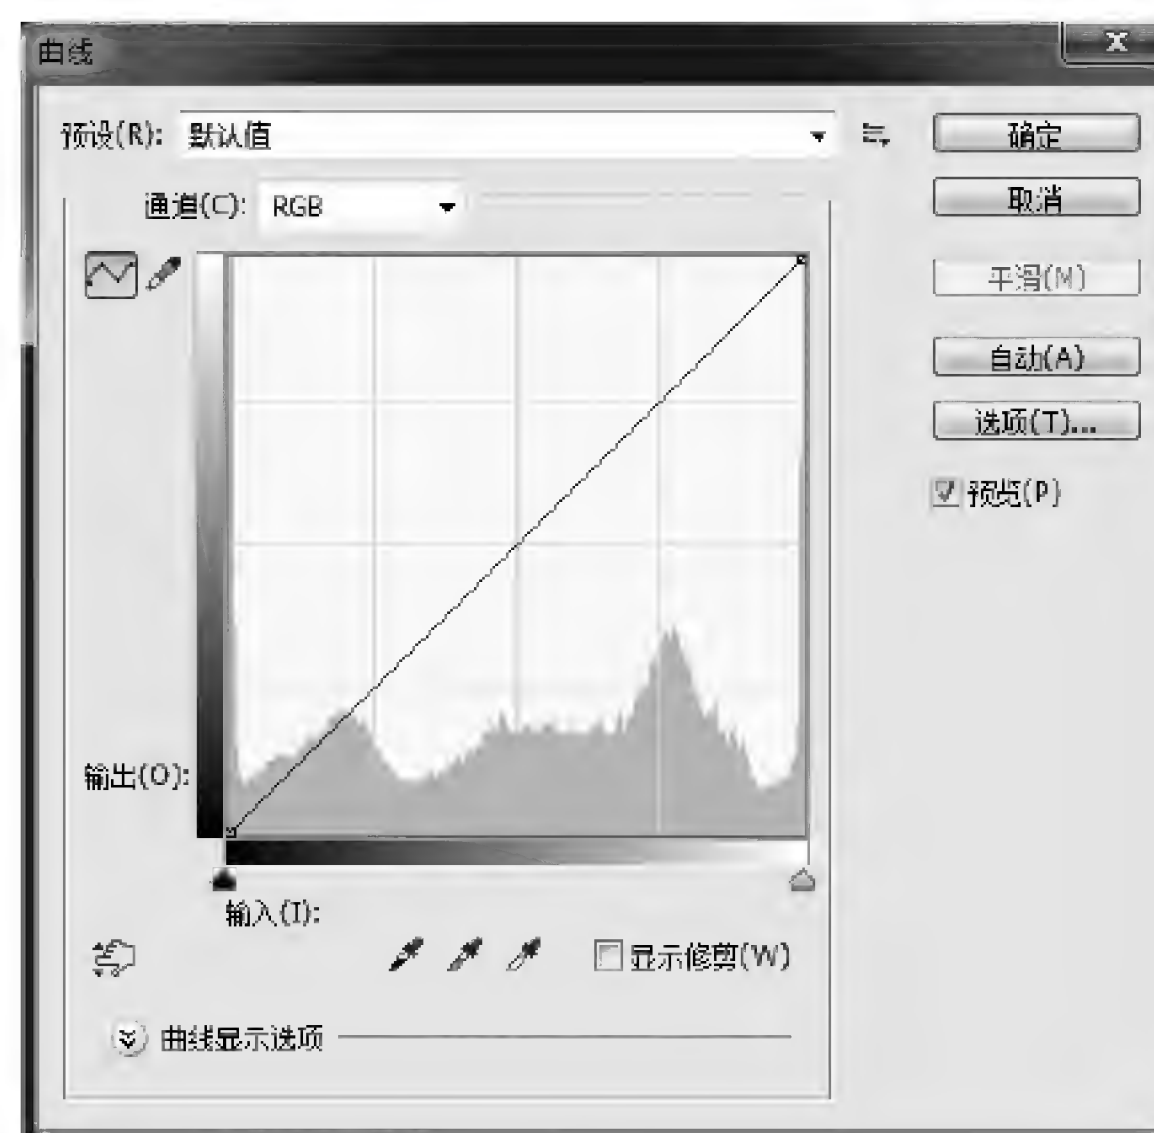 曲线
预设(R): 默认值
确定
通道(C): RGB
取消
平滑(M)
自动(A)
选项(T)...
预览(P)
输出(O):
输入(I):
显示修剪(W)
曲线显示选项